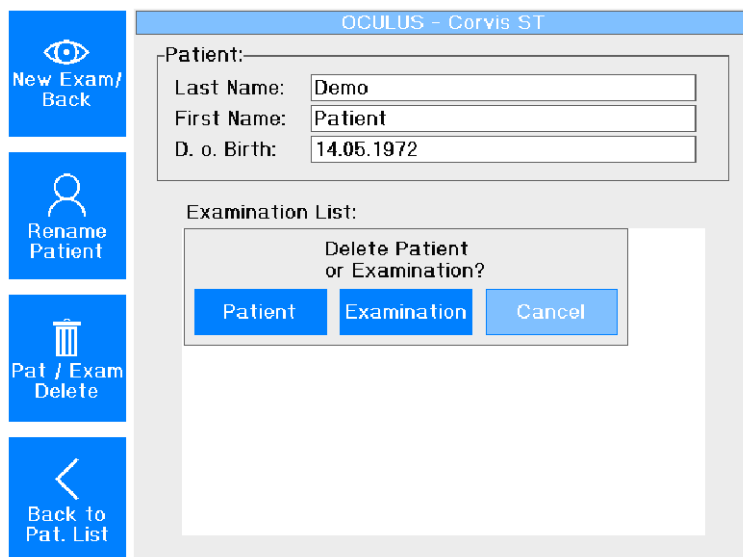 OCULUS - Corvis ST
New Exam/
Back
Rename
Patient
Pat / Exam
Delete
Back to
Pat. List
Patient:
Last Name: Demo
First Name: Patient
D. o. Birth: 14.05.1972
Examination List:
Delete Patient
or Examination?
Patient Examination Cancel